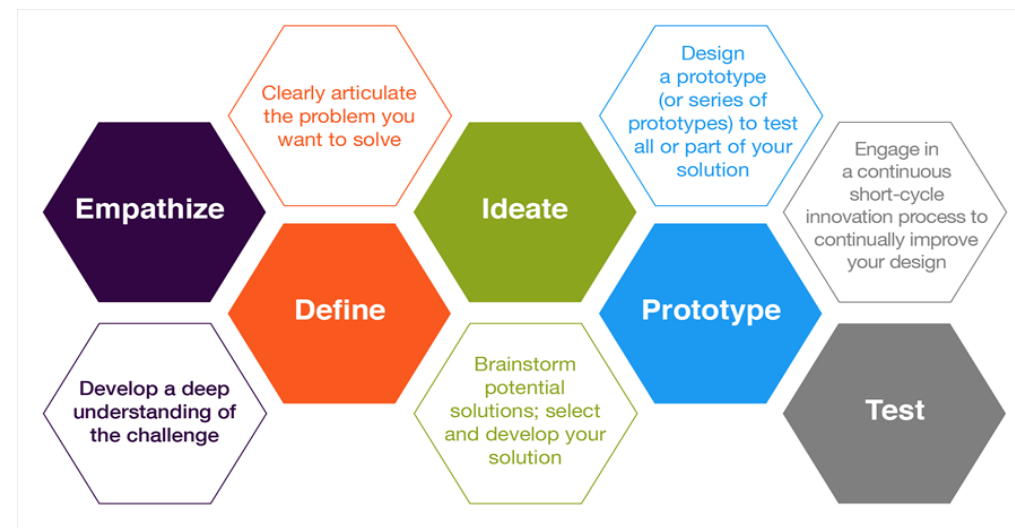 Empathize
Develop a deep
understanding of
the challenge
Clearly articulate
the problem you
want to solve
Define
Ideate
Brainstorm
potential
solutions; select
and develop your
solution
Design
a prototype
(or series of
prototypes) to test
all or part of your
solution
Prototype
Engage in
a continuous
short-cycle
innovation process to
continually improve
your design
Test